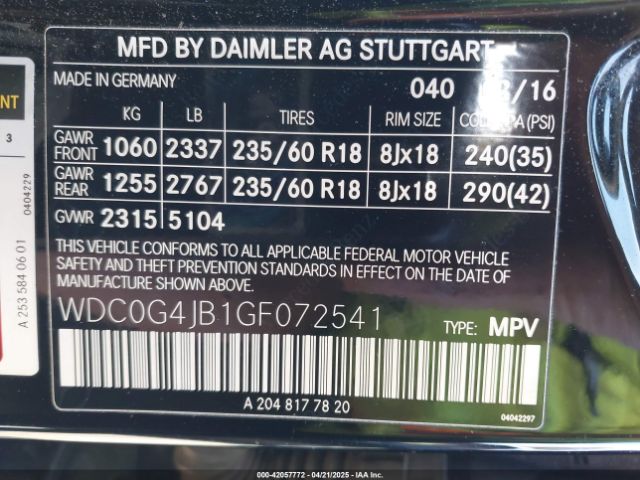 MFD BY DAIMLER AG STUTTGART
MADE IN GERMANY 040 /16
KG LB TIRES RIM SIZE (PSI)
GAWR FRONT 1060 2337 235/60 R18 8Jx18 240(35)
GAWR REAR 1255 2767 235/60 R18 8Jx18 290(42)
GVWR 2315 5104
THIS VEHICLE CONFORMS TO ALL APPLICABLE FEDERAL MOTOR VEHICLE
SAFETY AND THEFT PREVENTION STANDARDS IN EFFECT ON THE DATE OF
MANUFACTURE SHOWN ABOVE.
WDC0G4JB1GF072541 TYPE: MPV
A 204 817 78 20
04042297
3
0404229
A 253 584 06 01
000-42057772 - 04/21/2025 - IAAI.COM